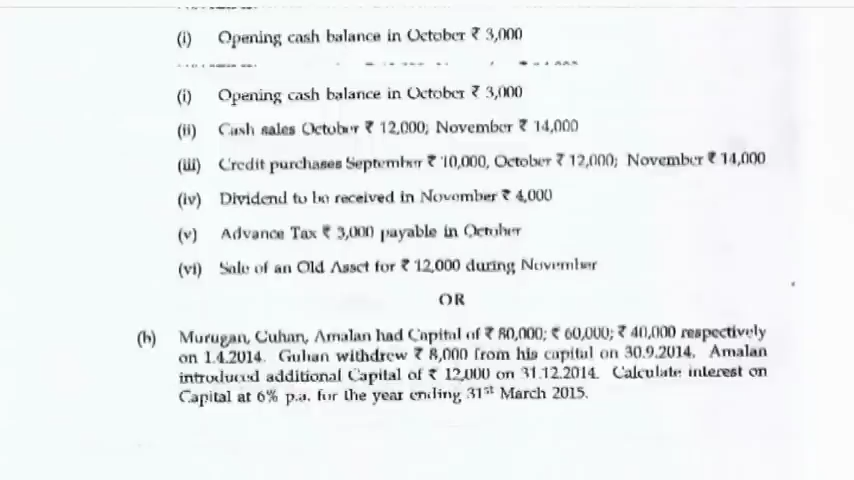 (i) Opening cash balance in October ₹ 3,000
(i) Opening cash balance in October ₹ 3,000
(ii) Cash sales October ₹ 12,000; November ₹ 14,000
(iii) Credit purchases September ₹ 10,000, October ₹ 12,000; November ₹ 14,000
(iv) Dividend to be received in November ₹ 4,000
(v) Advance Tax ₹ 3,000 payable in October
(vi) Sale of an Old Asset for ₹ 12,000 during November
OR
(b) Murugan, Guhan, Amalan had Capital of ₹ 80,000; ₹ 60,000; ₹ 40,000 respectively
on 1.4.2014. Guhan withdrew ₹ 8,000 from his capital on 30.9.2014. Amalan
introduced additional Capital of ₹ 12,000 on 31.12.2014. Calculate interest on
Capital at 6% p.a. for the year ending 31st March 2015.